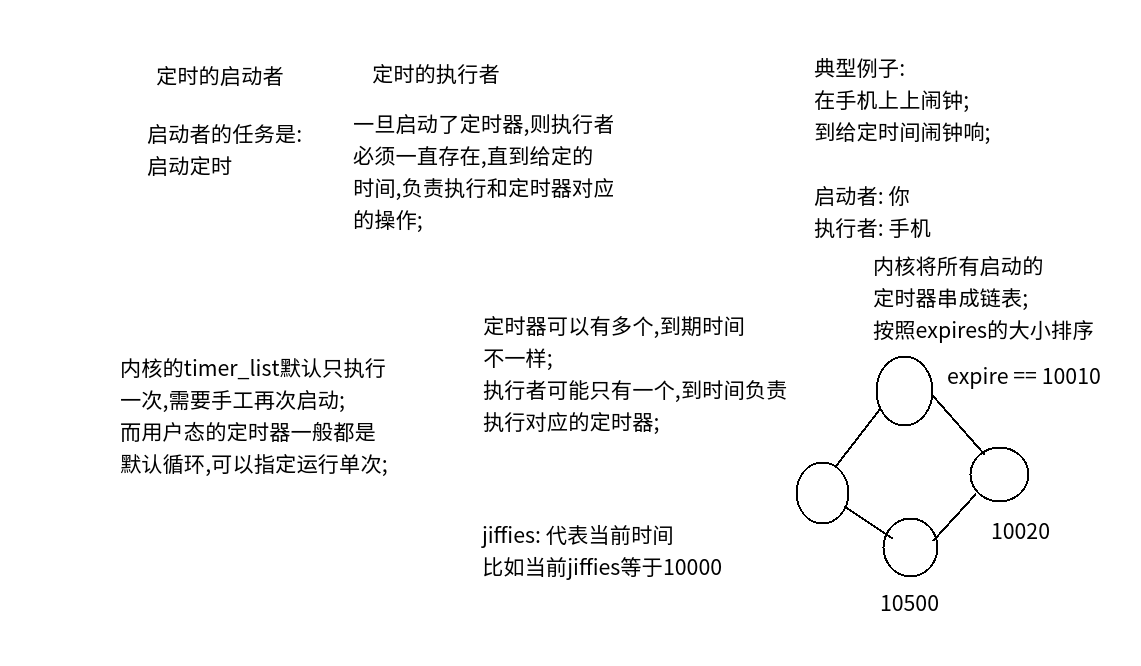 定时的启动者
启动者的任务是:
启动定时
定时的执行者
一旦启动了定时器,则执行者
必须一直存在,直到给定的
时间,负责执行和定时器对应
的操作;
典型例子:
在手机上上闹钟;
到给定时间闹钟响;
启动者: 你
执行者: 手机
内核将所有启动的
定时器串成链表;
按照expires的大小排序
内核的timer_list默认只执行
一次,需要手工再次启动;
而用户态的定时器一般都是
默认循环,可以指定运行单次;
定时器可以有多个,到期时间
不一样;
执行者可能只有一个,到时间负责
执行对应的定时器;
expire == 10010
10020
10500
jiffies: 代表当前时间
比如当前jiffies等于10000